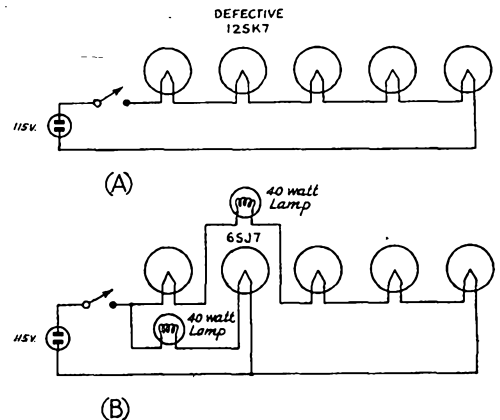 DEFECTIVE
12SK7
115V.
(A)
40 watt
Lamp
6SJ7
40 watt
Lamp
115V.
(B)